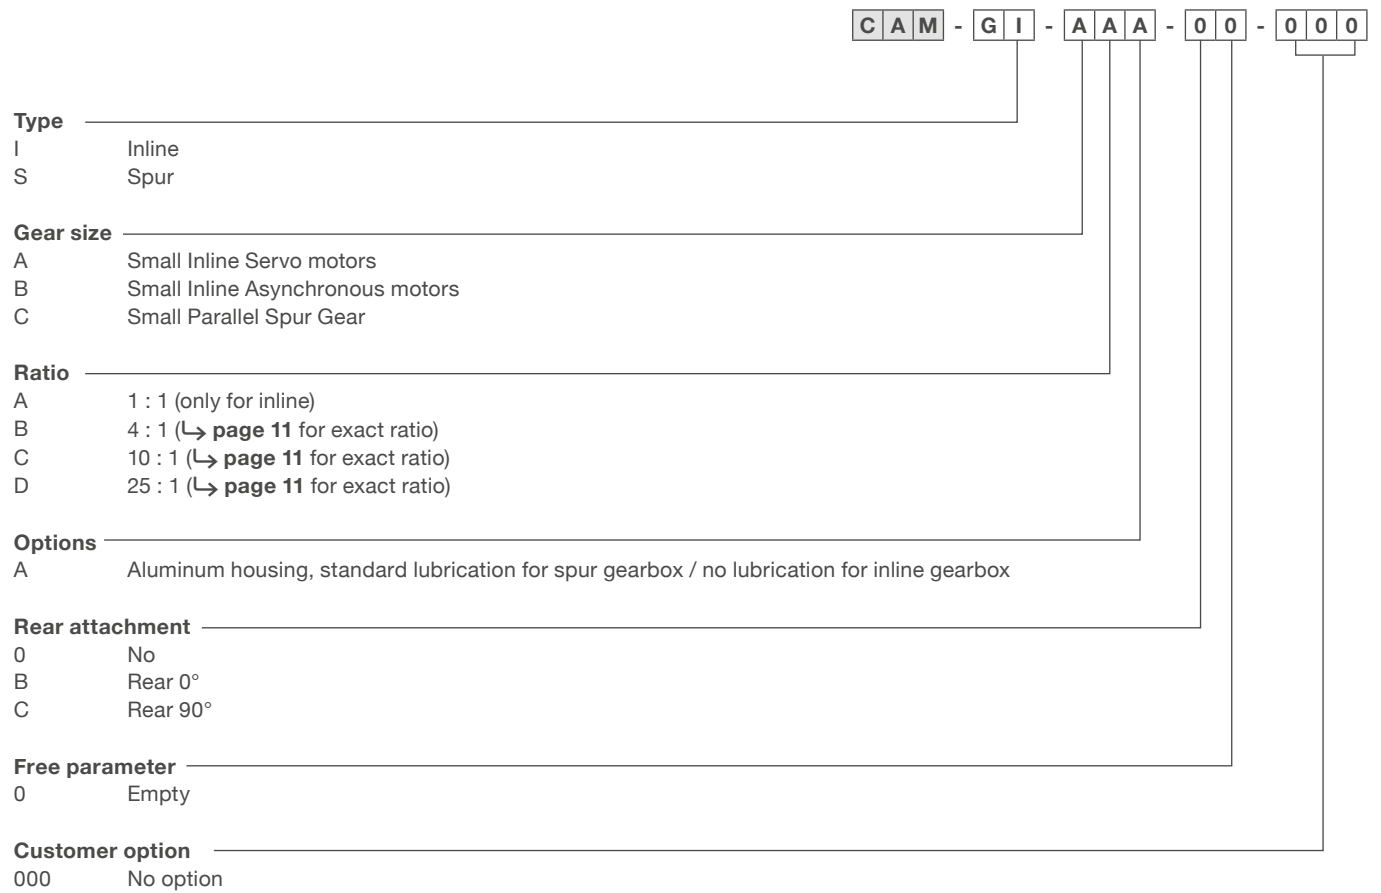 CAM - GI - AAA - 00 - 000
Type
I Inline
S Spur
Gear size
A Small Inline Servo motors
B Small Inline Asynchronous motors
C Small Parallel Spur Gear
Ratio
A 1 : 1 (only for inline)
B 4 : 1 (↳ page 11 for exact ratio)
C 10 : 1 (↳ page 11 for exact ratio)
D 25 : 1 (↳ page 11 for exact ratio)
Options
A Aluminum housing, standard lubrication for spur gearbox / no lubrication for inline gearbox
Rear attachment
0 No
B Rear 0°
C Rear 90°
Free parameter
0 Empty
Customer option
000 No option